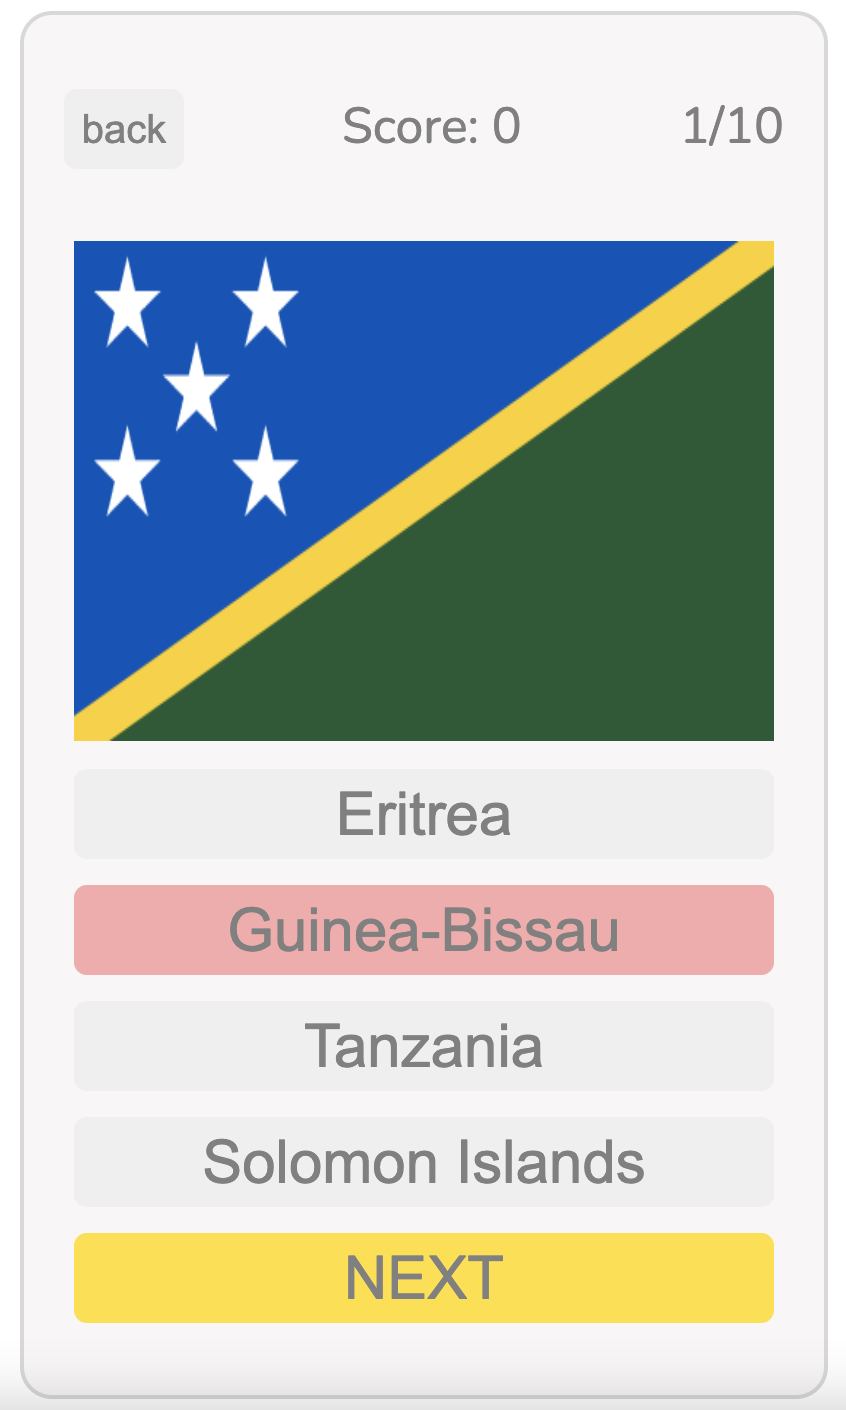 back Score: 0 1/10
Eritrea
Guinea-Bissau
Tanzania
Solomon Islands
NEXT